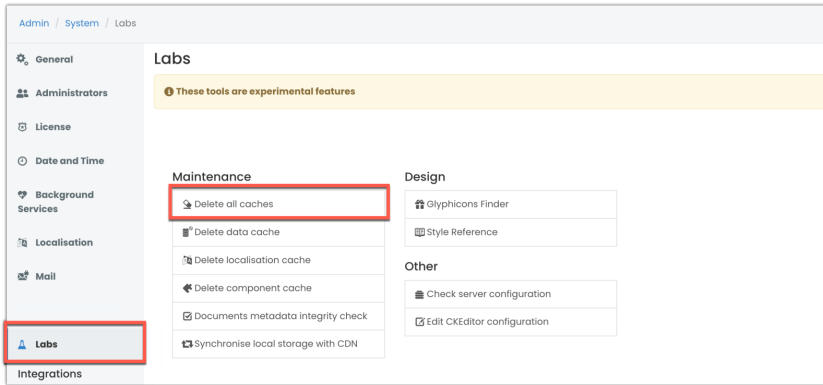 Admin / System / Labs
General
Administrators
License
Date and Time
Background
Services
Localisation
Mail
Labs
Integrations
Labs
These tools are experimental features
Maintenance
Delete all caches
Delete data cache
Delete localisation cache
Delete component cache
Documents metadata integrity check
Synchronise local storage with CDN
Design
Glyphicons Finder
Style Reference
Other
Check server configuration
Edit CKEditor configuration